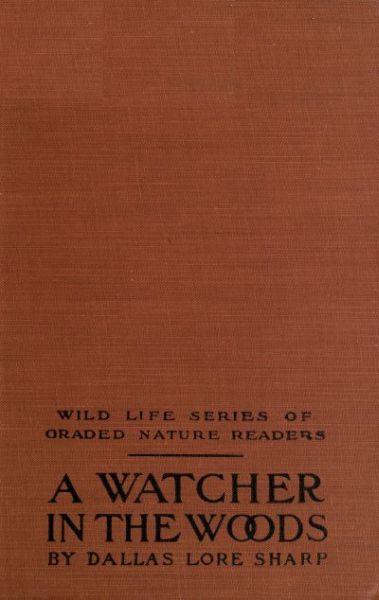 WILD LIFE SERIES OF
GRADED NATURE READERS
A WATCHER
IN THE WOODS
BY DALLAS LORE SHARP